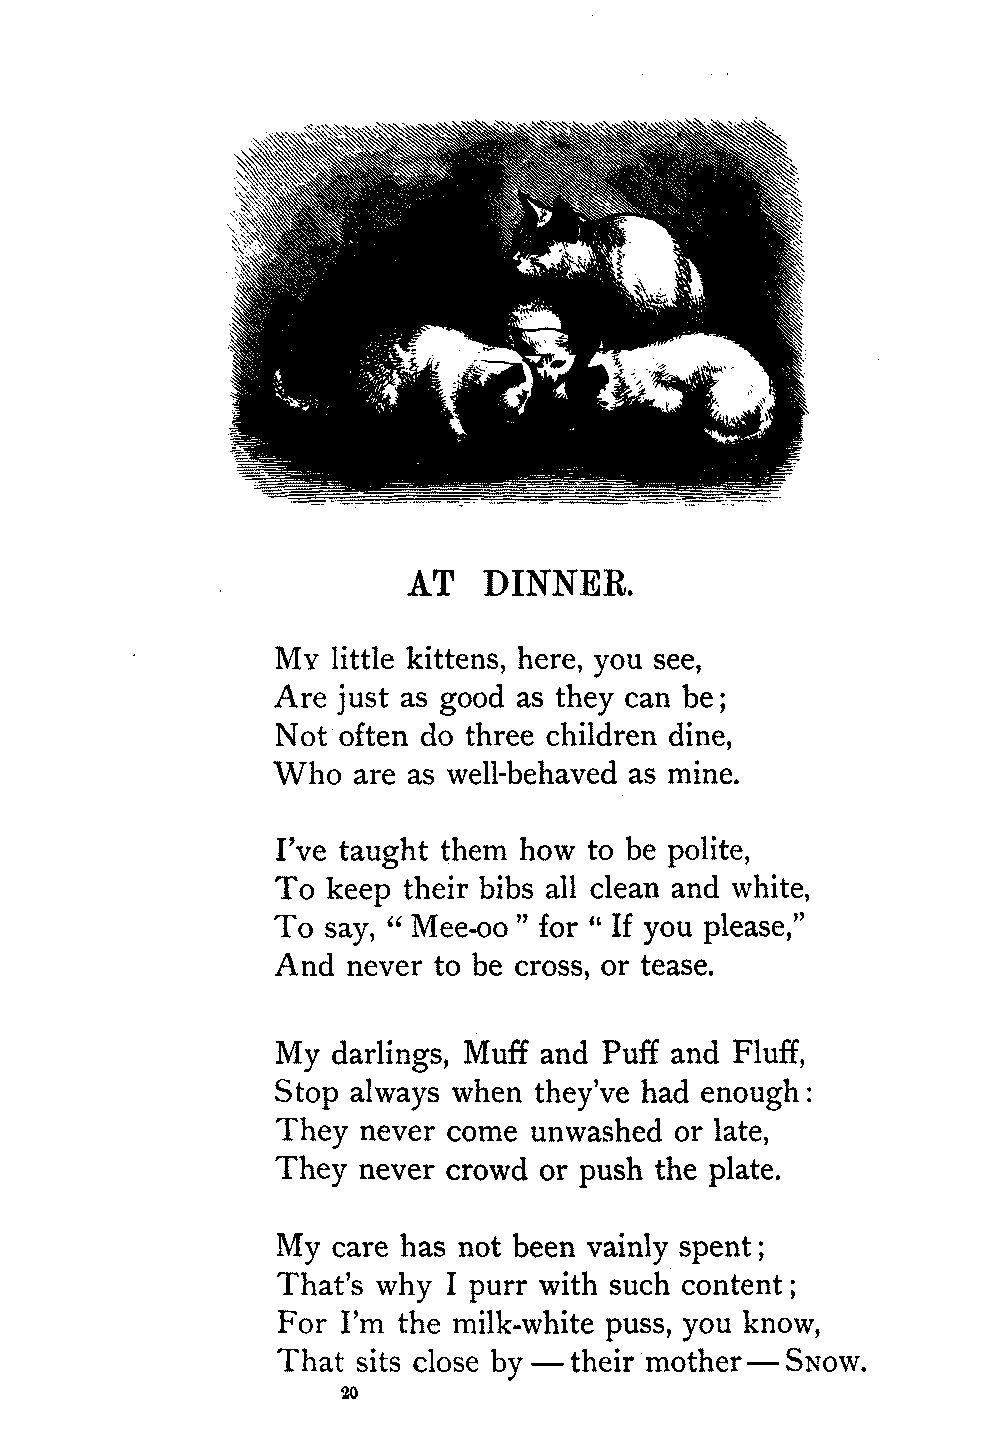 AT DINNER.
My little kittens, here, you see,
Are just as good as they can be;
Not often do three children dine,
Who are as well-behaved as mine.
I've taught them how to be polite,
To keep their bibs all clean and white,
To say, “ Mee-oo ” for “ If you please,”
And never to be cross, or tease.
My darlings, Muff and Puff and Fluff,
Stop always when they've had enough:
They never come unwashed or late,
They never crowd or push the plate.
My care has not been vainly spent;
That's why I purr with such content;
For I'm the milk-white puss, you know,
That sits close by — their mother — SNOW.
20